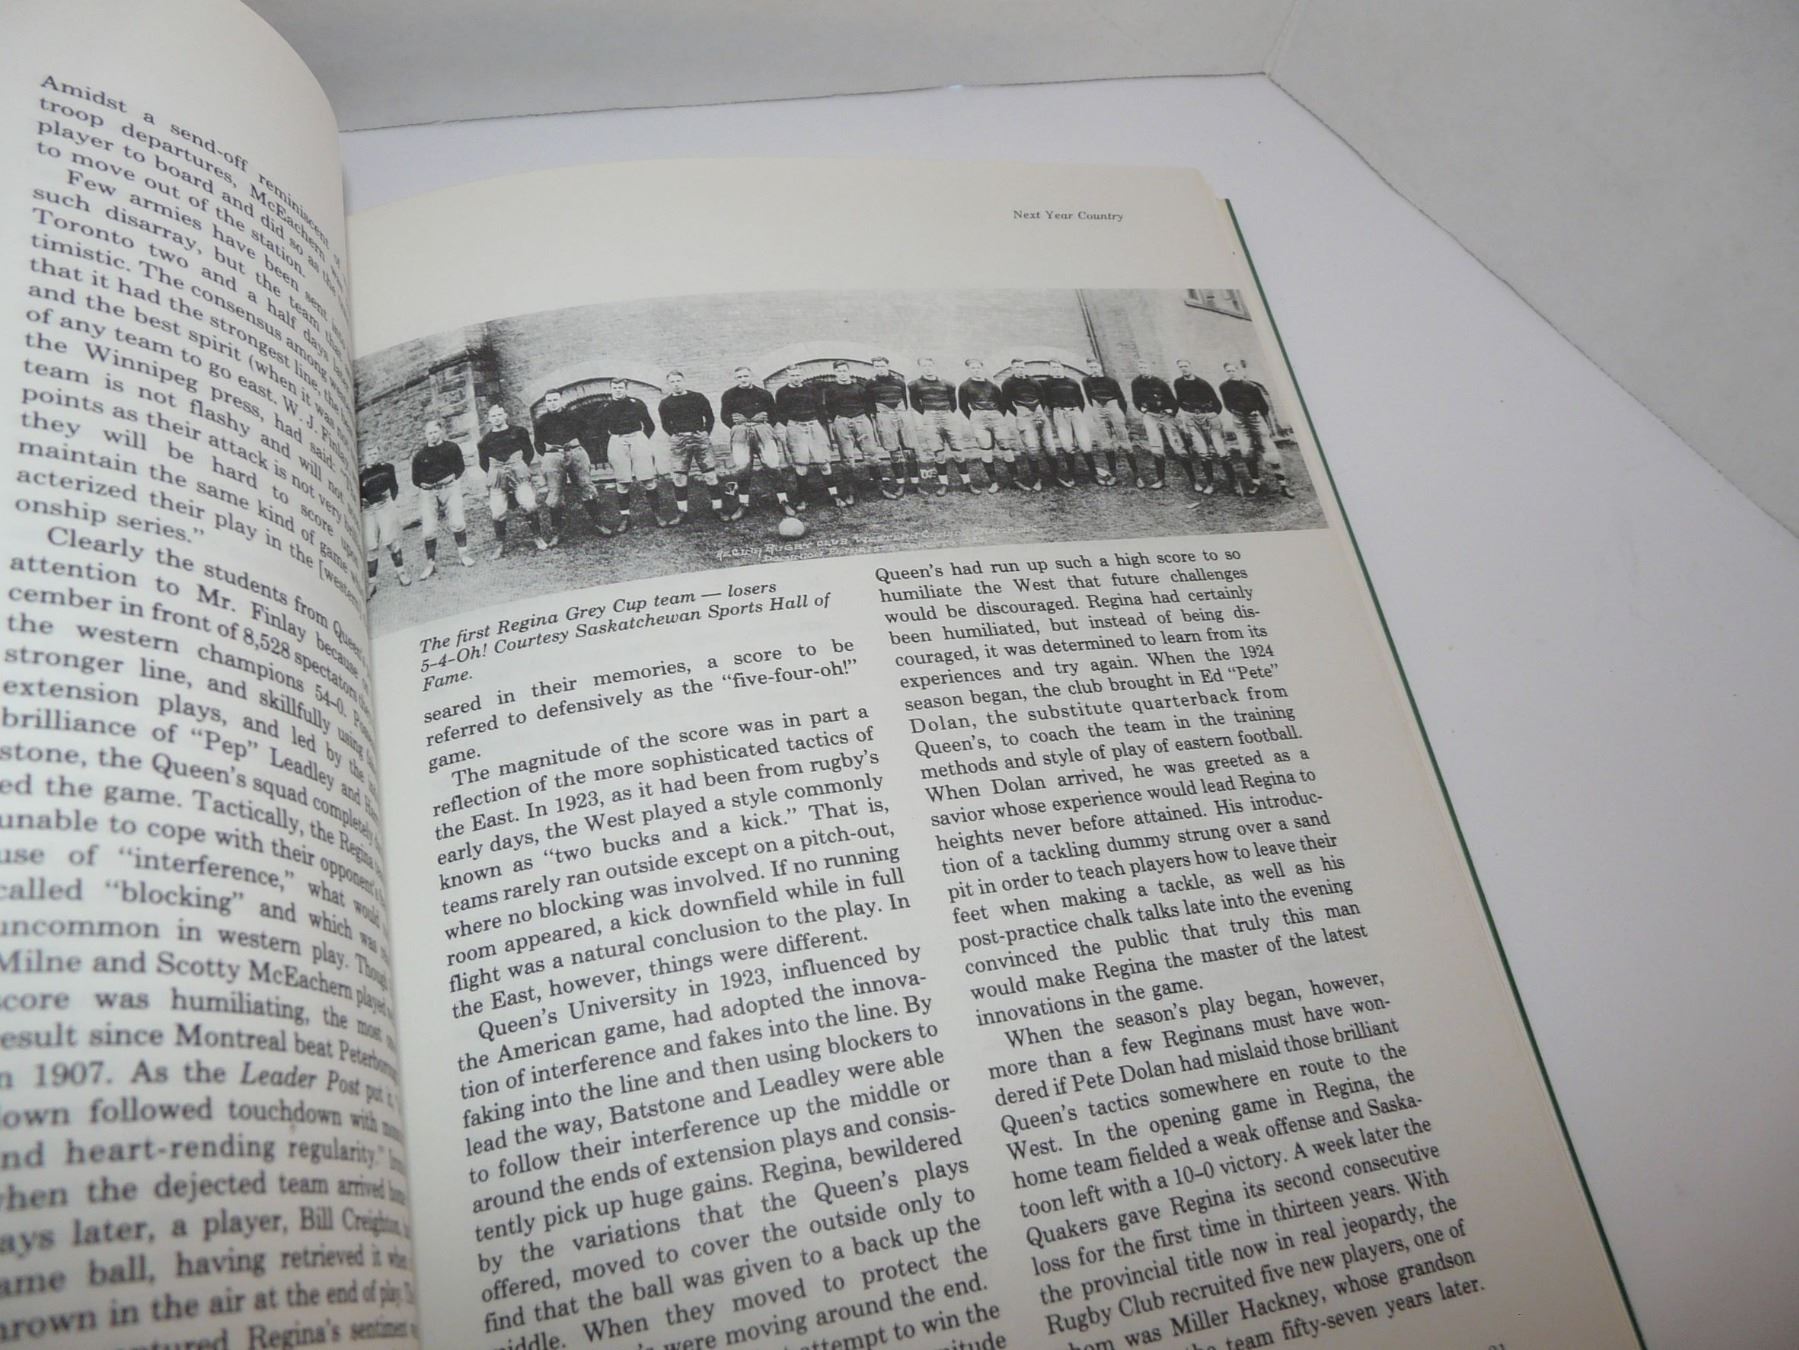 Amidst a send-off reminiscent of
troop departures, McEachern was
player to board and did so as the
to move out of the station.
Few armies have been sent into
such disarray, but the team that
Toronto two and a half days later
timistic. The consensus among
that it had the strongest line, the
and the best spirit (when it was
of any team to go east. W. J. Finlay,
the Winnipeg press, had said:
team is not flashy and will not
points as their attack is not very
they will be hard to score upon
maintain the same kind of game
acterized their play in the [western
onship series."
Clearly the students from Queen's
attention to Mr. Finlay because
cember in front of 8,528 spectators
the western champions 54-0.
stronger line, and skillfully using
extension plays, and led by the
brilliance of "Pep" Leadley and
stone, the Queen's squad completely
ed the game. Tactically, the Regina
unable to cope with their opponent's
use of "interference," what would
called "blocking" and which was
uncommon in western play. Though
Milne and Scotty McEachern played
score was humiliating, the most
result since Montreal beat Peterborough
n 1907. As the Leader Post put it,
down followed touchdown with
nd heart-rending regularity."
when the dejected team arrived home
ays later, a player, Bill Creighton,
ame ball, having retrieved it when
hrown in the air at the end of play.
Regina's sentiment
Next Year Country
REGINA RUGBY CLUB WESTERN
The first Regina Grey Cup team — losers
5-4-Oh! Courtesy Saskatchewan Sports Hall of
Fame.
seared in their memories, a score to be
referred to defensively as the "five-four-oh!"
game.
The magnitude of the score was in part a
reflection of the more sophisticated tactics of
the East. In 1923, as it had been from rugby's
early days, the West played a style commonly
known as "two bucks and a kick." That is,
teams rarely ran outside except on a pitch-out,
where no blocking was involved. If no running
room appeared, a kick downfield while in full
flight was a natural conclusion to the play. In
the East, however, things were different.
Queen's University in 1923, influenced by
the American game, had adopted the innova-
tion of interference and fakes into the line. By
faking into the line and then using blockers to
lead the way, Batstone and Leadley were able
to follow their interference up the middle or
around the ends of extension plays and consis-
tently pick up huge gains. Regina, bewildered
by the variations that the Queen's plays
offered, moved to cover the outside only to
find that the ball was given to a back up the
middle. When they moved to protect the
were moving around the end.
attempt to win the
Queen's had run up such a high score to so
humiliate the West that future challenges
would be discouraged. Regina had certainly
been humiliated, but instead of being dis-
couraged, it was determined to learn from its
experiences and try again. When the 1924
season began, the club brought in Ed "Pete"
Dolan, the substitute quarterback from
Queen's, to coach the team in the training
methods and style of play of eastern football.
When Dolan arrived, he was greeted as a
savior whose experience would lead Regina to
heights never before attained. His introduc-
tion of a tackling dummy strung over a sand
pit in order to teach players how to leave their
feet when making a tackle, as well as his
post-practice chalk talks late into the evening
convinced the public that truly this man
would make Regina the master of the latest
innovations in the game.
When the season's play began, however,
more than a few Reginans must have won-
dered if Pete Dolan had mislaid those brilliant
Queen's tactics somewhere en route to the
West. In the opening game in Regina, the
home team fielded a weak offense and Saska-
toon left with a 10-0 victory. A week later the
Quakers gave Regina its second consecutive
loss for the first time in thirteen years. With
the provincial title now in real jeopardy, the
Rugby Club recruited five new players, one of
hom was Miller Hackney, whose grandson
team fifty-seven years later.